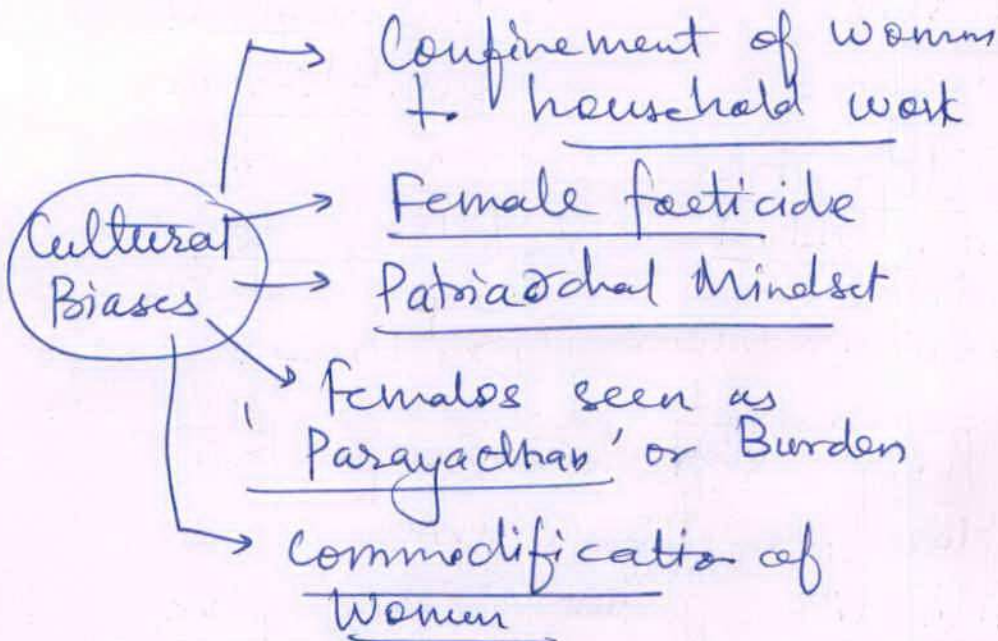 Confinement of women
to household work
Cultural
Biases
Female foeticide
Patriarchal Mindset
Females seen as
'Parayadhan' or Burden
Commodification of
Women